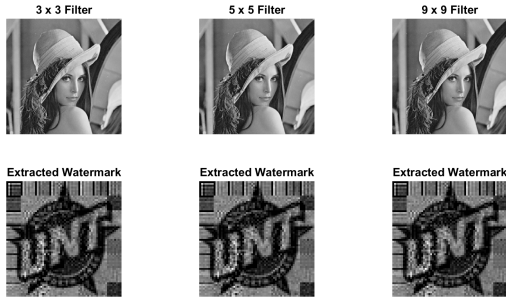 3 x 3 Filter
5 x 5 Filter
9 x 9 Filter
Extracted Watermark
Extracted Watermark
Extracted Watermark
UNT
UNT
UNT